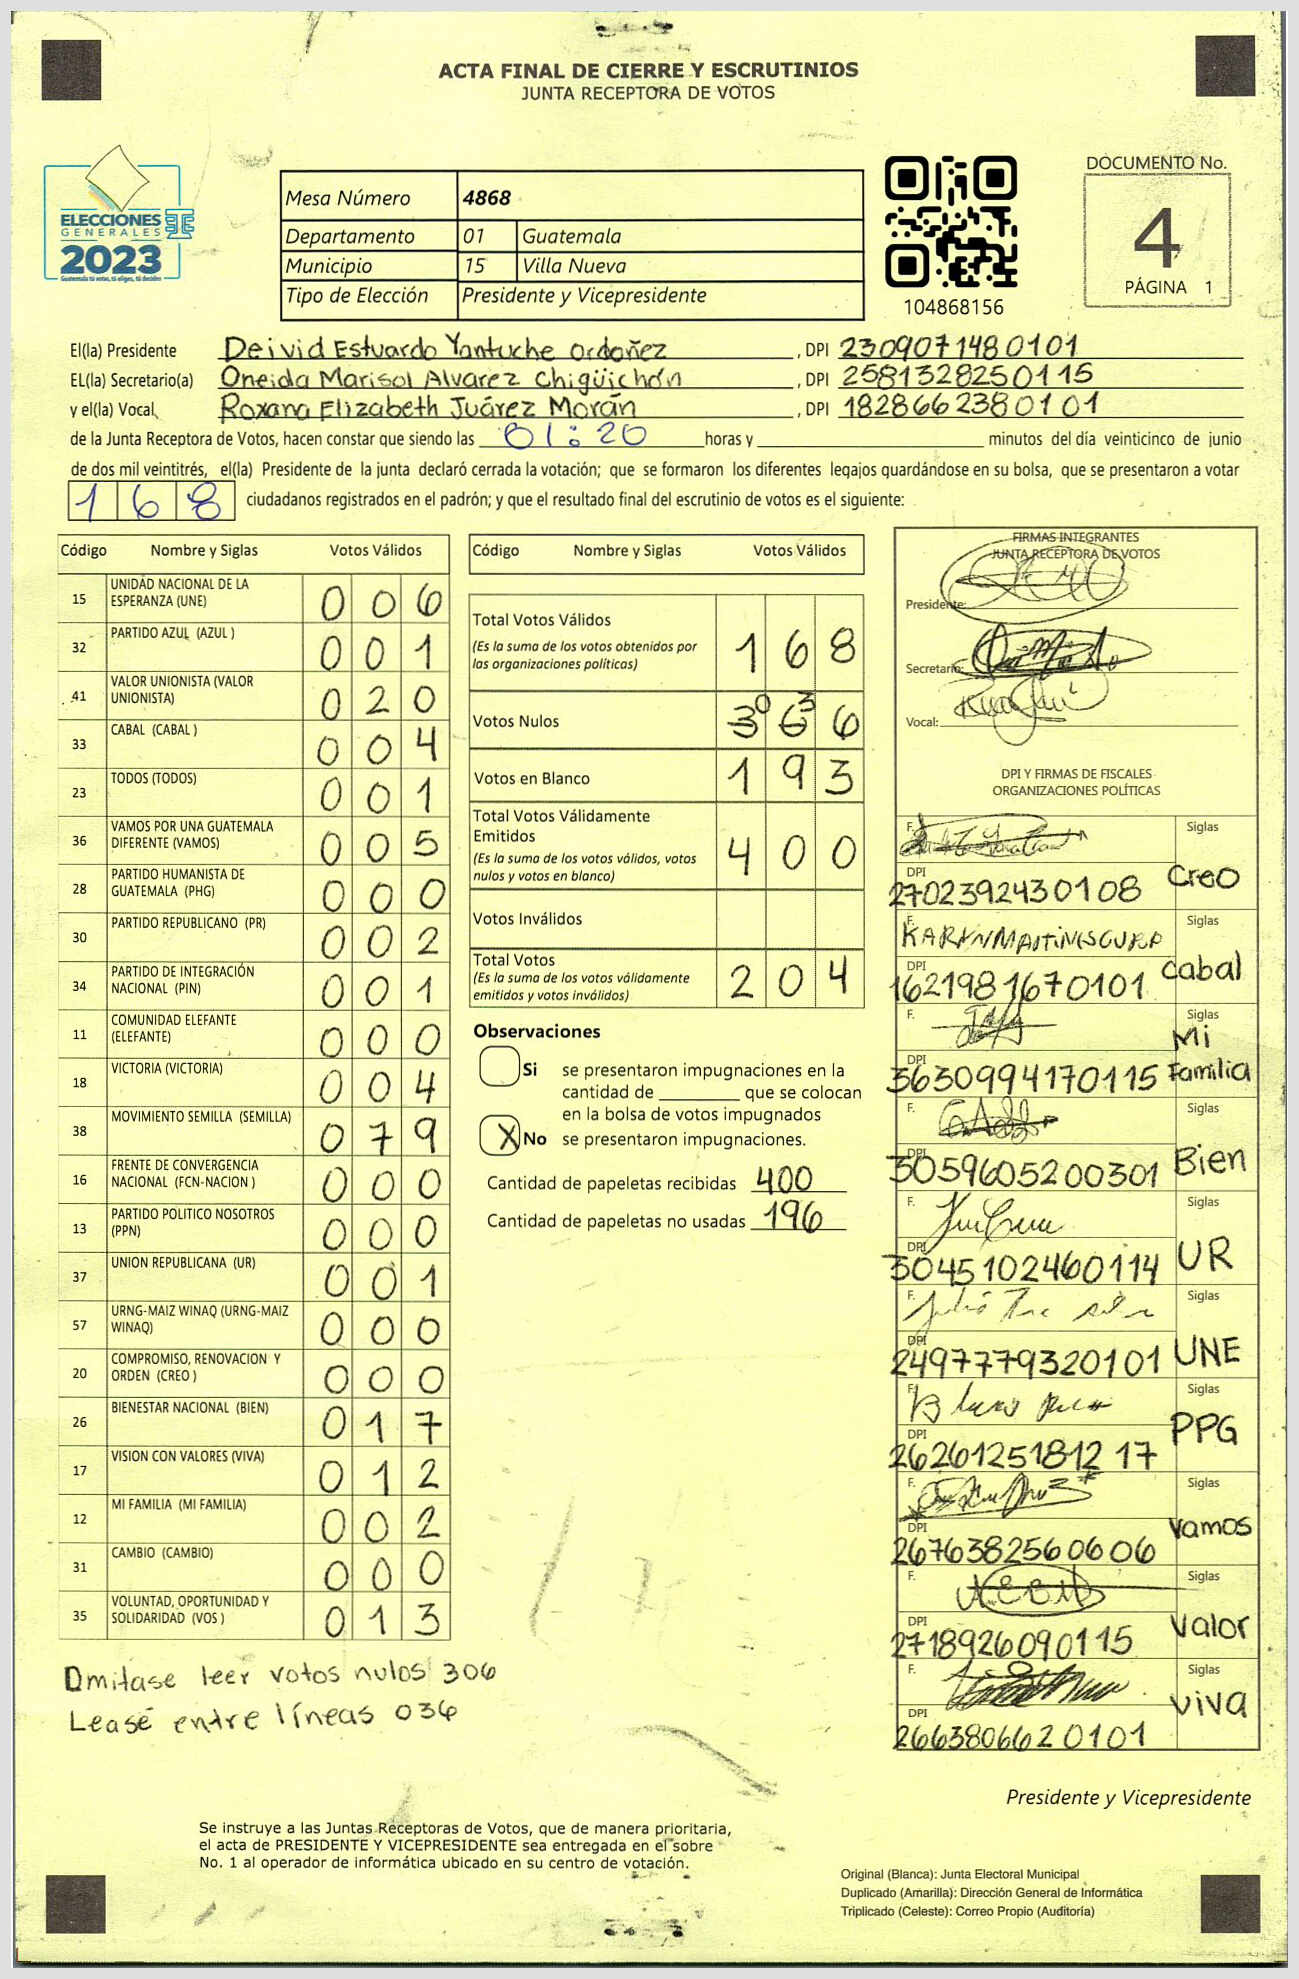 ACTA FINAL DE CIERRE Y ESCRUTINIOS
JUNTA RECEPTORA DE VOTOS
ELECCIONES
GENERALES
2023
Guatemala tú votas, tú eliges, tú decides
Mesa Número 4868
Departamento 01 Guatemala
Municipio 15 Villa Nueva
Tipo de Elección Presidente y Vicepresidente
104868156
DOCUMENTO No.
4
PÁGINA 1
El(la) Presidente Deivid Estuardo Yantuche Ordoñez, DPI 2309071480101
EL(la) Secretario(a) Oneida Marisol Alvarez Chigüichón, DPI 2581328250115
y el(la) Vocal, Roxana Elizabeth Juárez Morán, DPI 1828662380101
de la Junta Receptora de Votos, hacen constar que siendo las 01:20 horas y ____ minutos del día veinticinco de junio
de dos mil veintitrés, el(la) Presidente de la junta declaró cerrada la votación; que se formaron los diferentes legajos quardándose en su bolsa, que se presentaron a votar
168 ciudadanos registrados en el padrón; y que el resultado final del escrutinio de votos es el siguiente:
Código Nombre y Siglas Votos Válidos
15 UNIDAD NACIONAL DE LA ESPERANZA (UNE) 006
32 PARTIDO AZUL (AZUL ) 001
41 VALOR UNIONISTA (VALOR UNIONISTA) 020
33 CABAL (CABAL ) 004
23 TODOS (TODOS) 001
36 VAMOS POR UNA GUATEMALA DIFERENTE (VAMOS) 005
28 PARTIDO HUMANISTA DE GUATEMALA (PHG) 000
30 PARTIDO REPUBLICANO (PR) 002
34 PARTIDO DE INTEGRACIÓN NACIONAL (PIN) 001
11 COMUNIDAD ELEFANTE (ELEFANTE) 000
18 VICTORIA (VICTORIA) 004
38 MOVIMIENTO SEMILLA (SEMILLA) 079
16 FRENTE DE CONVERGENCIA NACIONAL (FCN-NACION ) 000
13 PARTIDO POLITICO NOSOTROS (PPN) 000
37 UNION REPUBLICANA (UR) 001
57 URNG-MAIZ WINAQ (URNG-MAIZ WINAQ) 000
20 COMPROMISO, RENOVACION Y ORDEN (CREO ) 000
26 BIENESTAR NACIONAL (BIEN) 017
17 VISION CON VALORES (VIVA) 012
12 MI FAMILIA (MI FAMILIA) 002
31 CAMBIO (CAMBIO) 000
35 VOLUNTAD, OPORTUNIDAD Y SOLIDARIDAD (VOS ) 013
Omitase leer votos nulos 306
Leasé entre líneas 036
Código Nombre y Siglas Votos Válidos
Total Votos Válidos 168
(Es la suma de los votos obtenidos por
las organizaciones políticas)
Votos Nulos 306 036
Votos en Blanco 193
Total Votos Válidamente
Emitidos 400
(Es la suma de los votos válidos, votos
nulos y votos en blanco)
Votos Inválidos
Total Votos 204
(Es la suma de los votos válidamente
emitidos y votos inválidos)
Observaciones
Si se presentaron impugnaciones en la
cantidad de ____ que se colocan
en la bolsa de votos impugnados
X No se presentaron impugnaciones.
Cantidad de papeletas recibidas 400
Cantidad de papeletas no usadas 196
FIRMAS INTEGRANTES
JUNTA RECEPTORA DE VOTOS
Presidente:
Secretario:
Vocal:
DPI Y FIRMAS DE FISCALES
ORGANIZACIONES POLÍTICAS
F. Siglas
DPI 2702392430108 Creo
F. Siglas
DPI 1621981670101 Cabal
F. Siglas
DPI 3630994170115 Mi Familia
F. Siglas
DPI 3059605200301 Bien
F. Siglas
DPI 3045102460114 UR
F. Siglas
DPI 2497779320101 UNE
F. Siglas
DPI 2626125181217 PPG
F. Siglas
DPI 2676382560606 Vamos
F. Siglas
DPI 2718926090115 Valor
F. Siglas
DPI 2663806620101 Viva
Presidente y Vicepresidente
Se instruye a las Juntas Receptoras de Votos, que de manera prioritaria,
el acta de PRESIDENTE Y VICEPRESIDENTE sea entregada en el sobre
No. 1 al operador de informática ubicado en su centro de votación.
Original (Blanca): Junta Electoral Municipal
Duplicado (Amarilla): Dirección General de Informática
Triplicado (Celeste): Correo Propio (Auditoría)